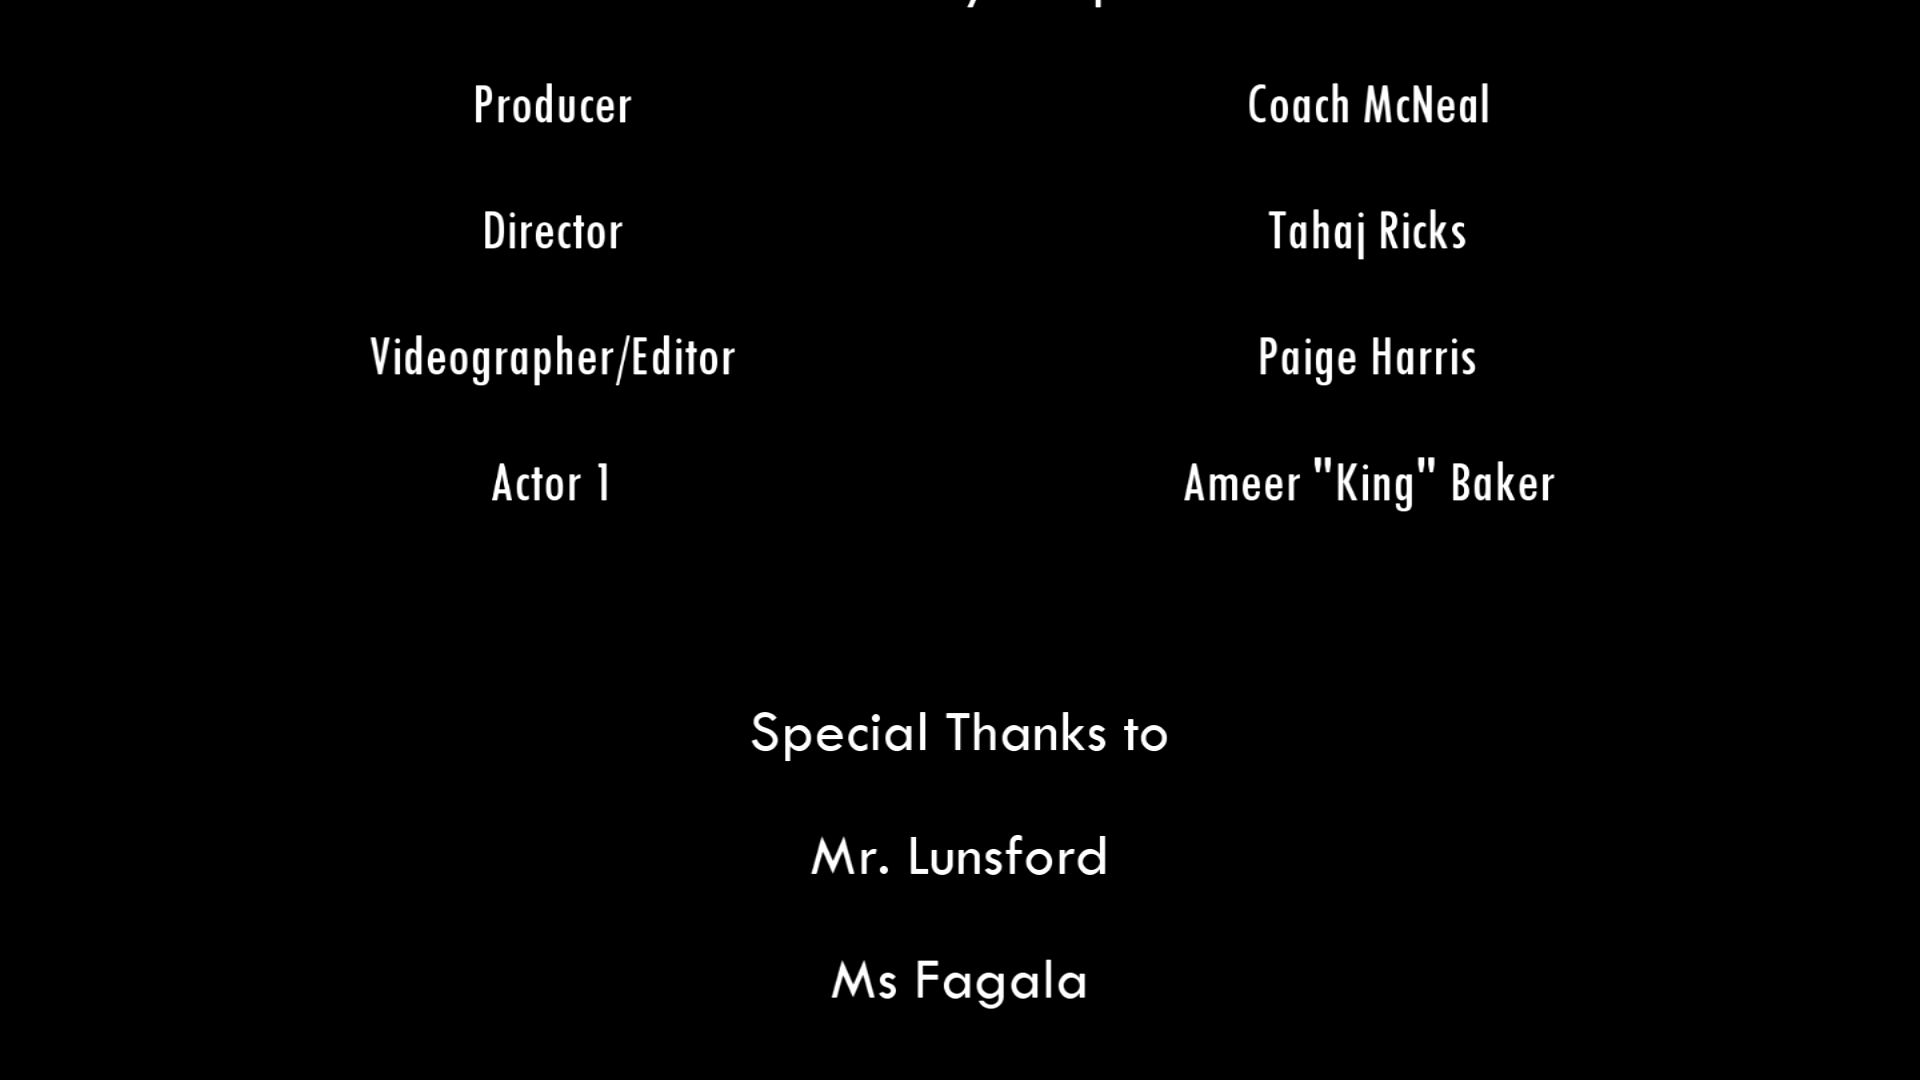 Producer Coach McNeal
Director Tahaj Ricks
Videographer/Editor Paige Harris
Actor 1 Ameer "King" Baker
Special Thanks to
Mr. Lunsford
Ms Fagala